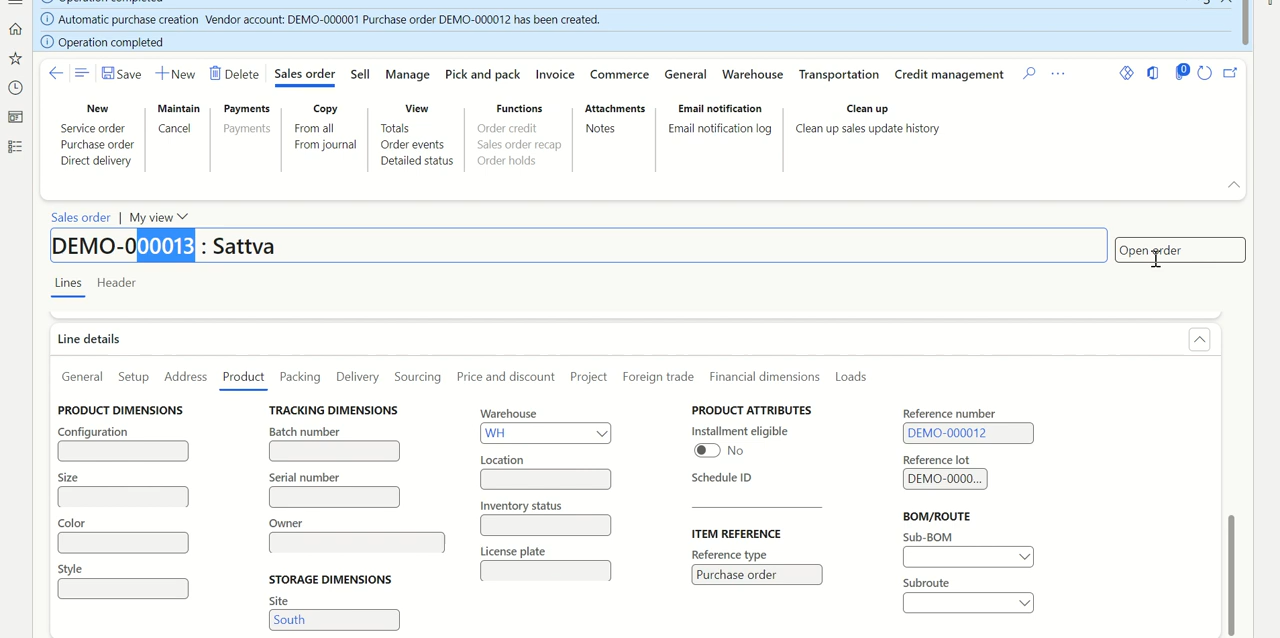 Automatic purchase creation Vendor account: DEMO-000001 Purchase order DEMO-000012 has been created.
Operation completed
Save New Delete Sales order Sell Manage Pick and pack Invoice Commerce General Warehouse Transportation Credit management 0
New
Service order
Purchase order
Direct delivery
Maintain
Cancel
Payments
Payments
Copy
From all
From journal
View
Totals
Order events
Detailed status
Functions
Order credit
Sales order recap
Order holds
Attachments
Notes
Email notification
Email notification log
Clean up
Clean up sales update history
Sales order | My view
DEMO-000013 : Sattva
Open order
Lines Header
Line details
General Setup Address Product Packing Delivery Sourcing Price and discount Project Foreign trade Financial dimensions Loads
PRODUCT DIMENSIONS
Configuration
Size
Color
Style
TRACKING DIMENSIONS
Batch number
Serial number
Owner
STORAGE DIMENSIONS
Site
South
Warehouse
WH
Location
Inventory status
License plate
PRODUCT ATTRIBUTES
Installment eligible
No
Schedule ID
ITEM REFERENCE
Reference type
Purchase order
Reference number
DEMO-000012
Reference lot
DEMO-0000...
BOM/ROUTE
Sub-BOM
Subroute